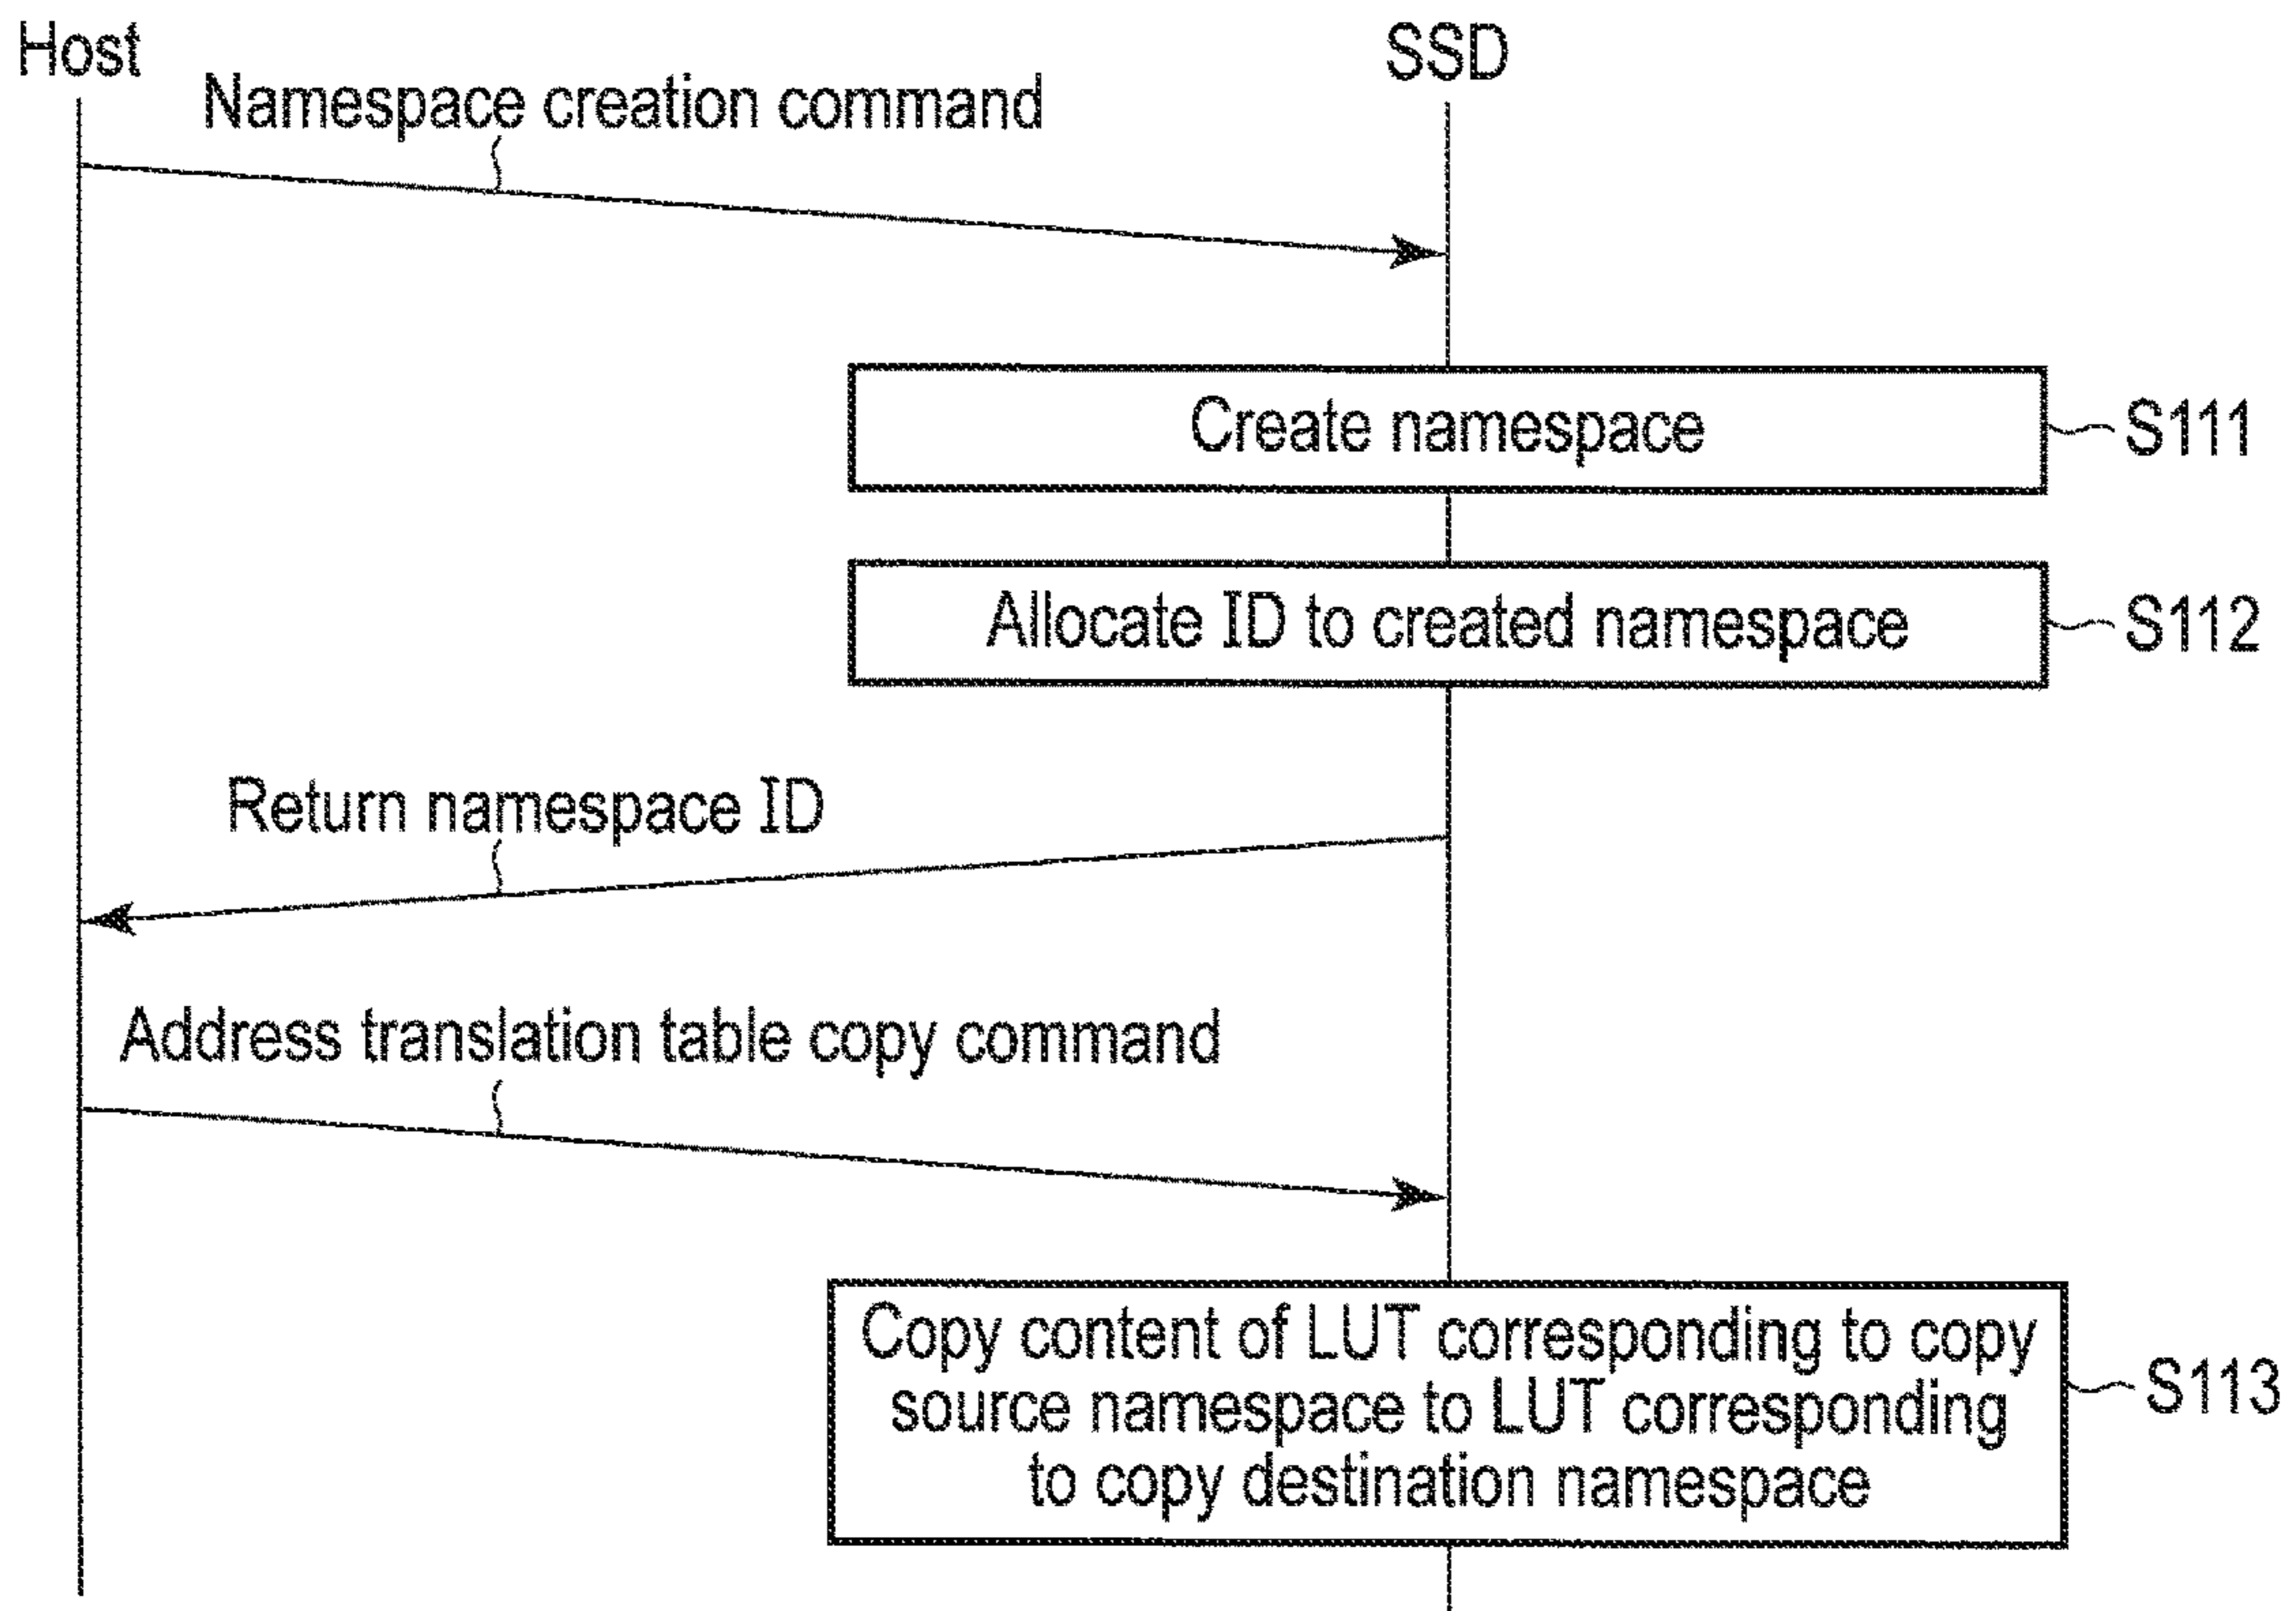 Host
SSD
Namespace creation command
Create namespace
S111
Allocate ID to created namespace
S112
Return namespace ID
Address translation table copy command
Copy content of LUT corresponding to copy
source namespace to LUT corresponding
to copy destination namespace
S113